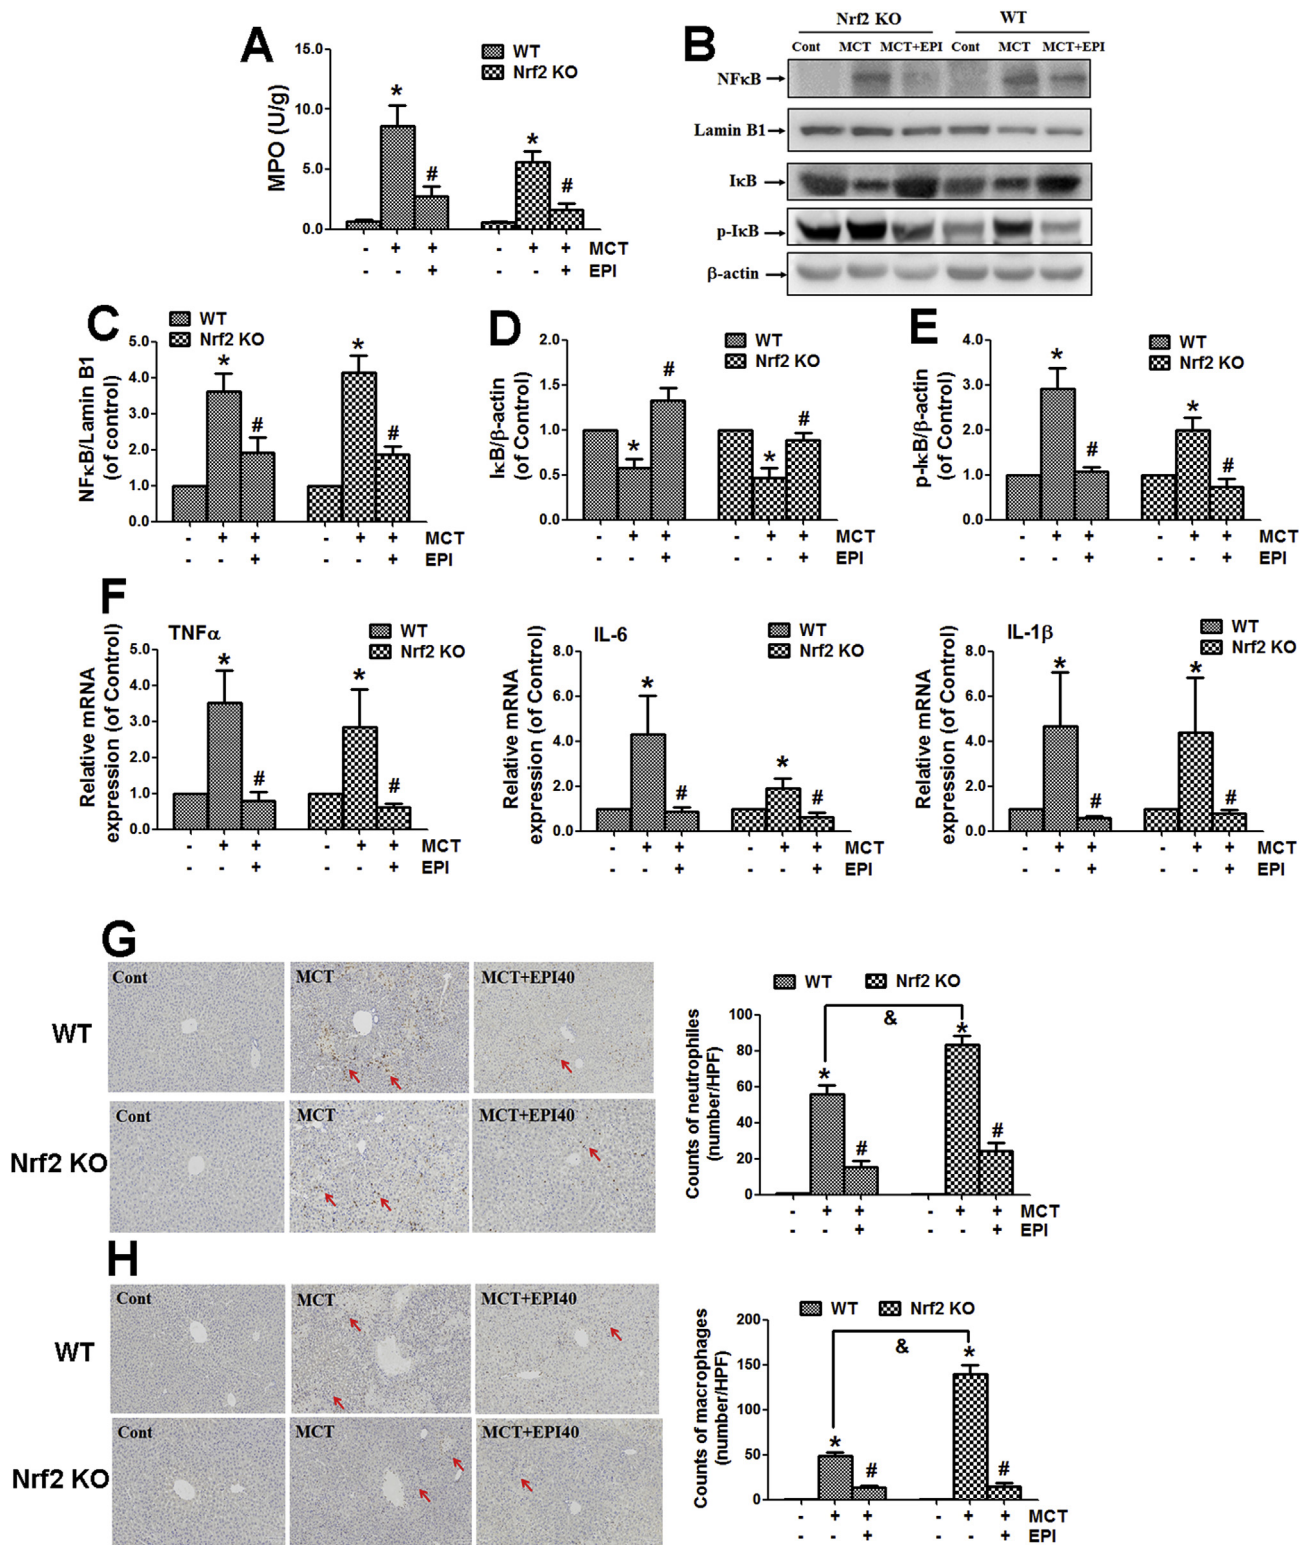 A
MPO (U/g)
15.0
10.0
5.0
0.0
WT
Nrf2 KO
*
#
*
#
- + + - + + MCT
- - + - - + EPI
B
Nrf2 KO WT
Cont MCT MCT+EPI Cont MCT MCT+EPI
NFκB
Lamin B1
IκB
p-IκB
β-actin
C
NFκB/Lamin B1
(of control)
5.0
4.0
3.0
2.0
1.0
0.0
WT
Nrf2 KO
*
#
*
#
- + + - + + MCT
- - + - - + EPI
D
IκB/β-actin
(of Control)
2.0
1.5
1.0
0.5
0.0
WT
Nrf2 KO
*
#
*
#
- + + - + +
- - + - - +
E
p-IκB/β-actin
(of Control)
4.0
3.0
2.0
1.0
0.0
WT
Nrf2 KO
*
#
*
#
- + + - + + MCT
- - + - - + EPI
F
TNFα
Relative mRNA
expression (of Control)
5.0
4.0
3.0
2.0
1.0
0.0
WT
Nrf2 KO
*
#
*
#
- + + - + + MCT
- - + - - + EPI
IL-6
Relative mRNA
expression (of Control)
8.0
6.0
4.0
2.0
0.0
WT
Nrf2 KO
*
#
*
#
- + + - + + MCT
- - + - - + EPI
IL-1β
Relative mRNA
expression (of Control)
8.0
6.0
4.0
2.0
0.0
WT
Nrf2 KO
*
#
*
#
- + + - + + MCT
- - + - - + EPI
G
WT
Cont MCT MCT+EPI40
Nrf2 KO
Cont MCT MCT+EPI40
Counts of neutrophiles
(number/HPF)
100
80
60
40
20
0
WT Nrf2 KO
&
*
#
*
#
- + + - + + MCT
- - + - - + EPI
H
WT
Cont MCT MCT+EPI40
Nrf2 KO
Cont MCT MCT+EPI40
Counts of macrophages
(number/HPF)
200
150
100
50
0
WT Nrf2 KO
&
*
#
*
#
- + + - + + MCT
- - + - - + EPI